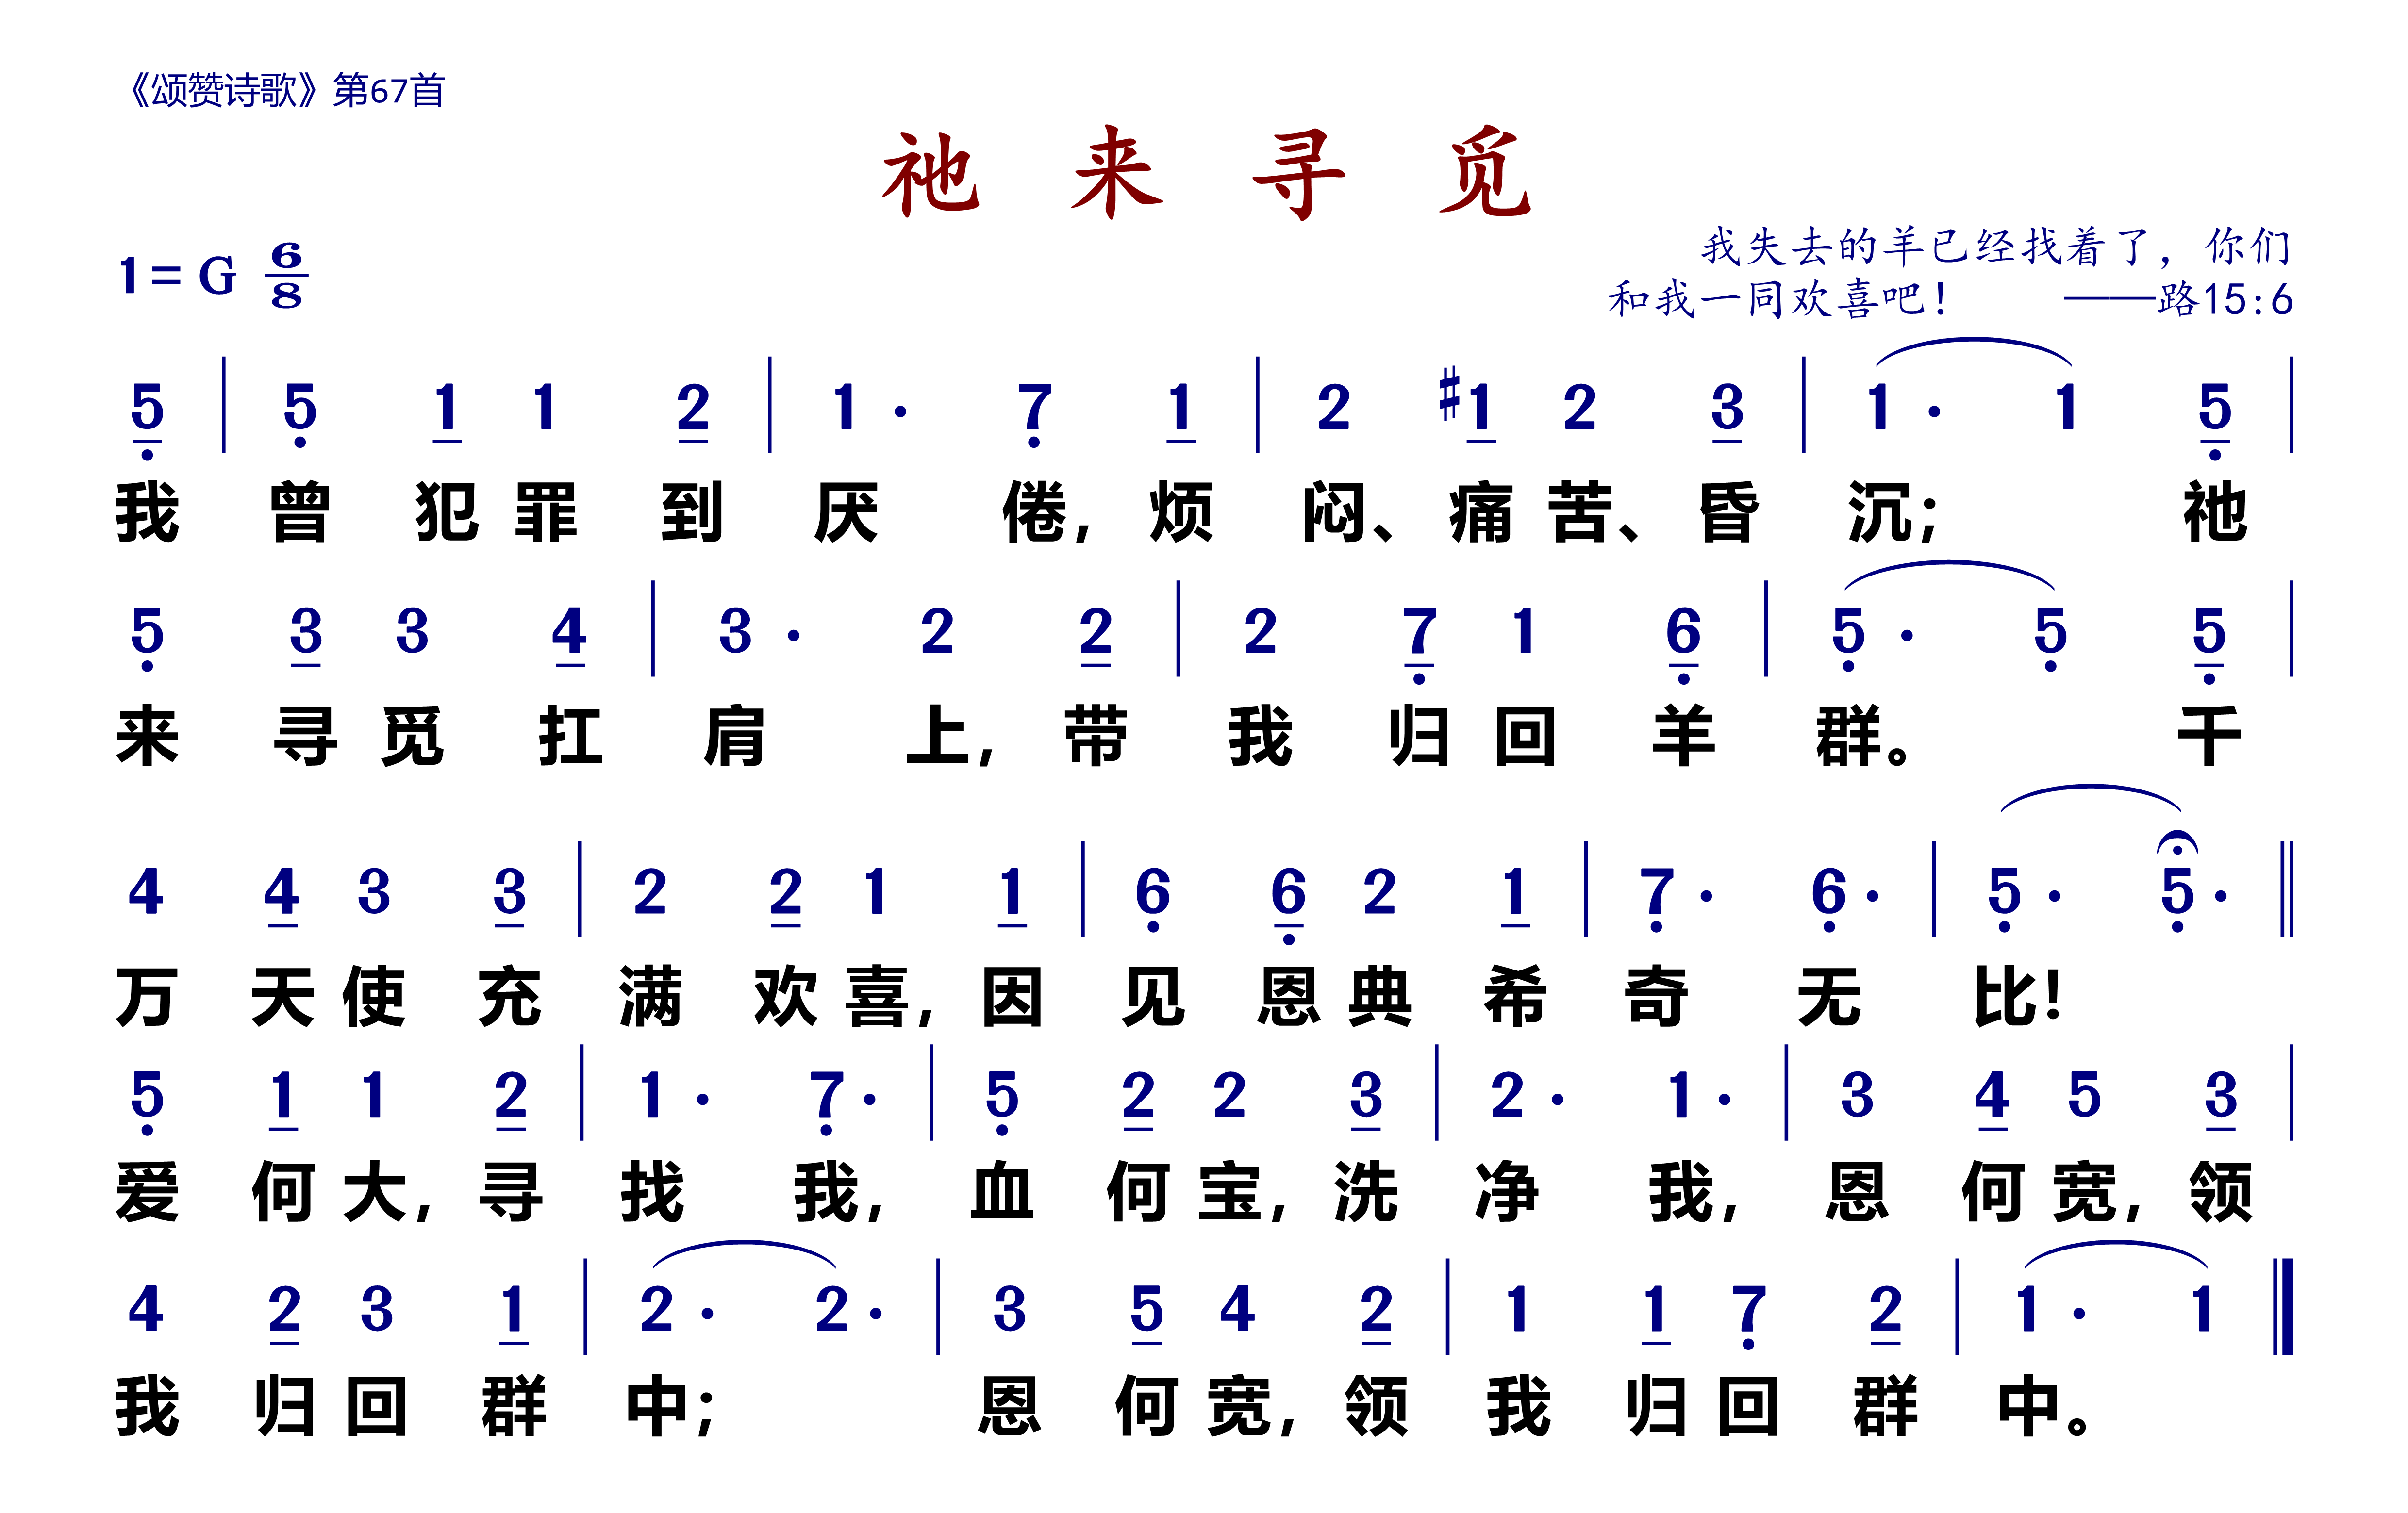 《颂赞诗歌》第67首
祂来寻觅
1=G 6/8
我失去的羊已经找着了，你们
和我一同欢喜吧！ ——路15:6
5 | 5 1 1 2 | 1 · 7 1 | 2 #1 2 3 | 1 · 1 5 |
我曾犯罪到厌倦，烦闷、痛苦、昏沉；祂
5 3 3 4 | 3 · 2 2 | 2 7 1 6 | 5 · 5 5 |
来寻觅扛肩上，带我归回羊群。千
4 4 3 3 | 2 2 1 1 | 6 6 2 1 | 7 · 6 · | 5 · 5 · ||
万天使充满欢喜，因见恩典希奇无比！
5 1 1 2 | 1 · 7 · | 5 2 2 3 | 2 · 1 · | 3 4 5 3 |
爱何大，寻找我，血何宝，洗净我，恩何宽，领
4 2 3 1 | 2 · 2 · | 3 5 4 2 | 1 1 7 2 | 1 · 1 ||
我归回群中；恩何宽，领我归回群中。